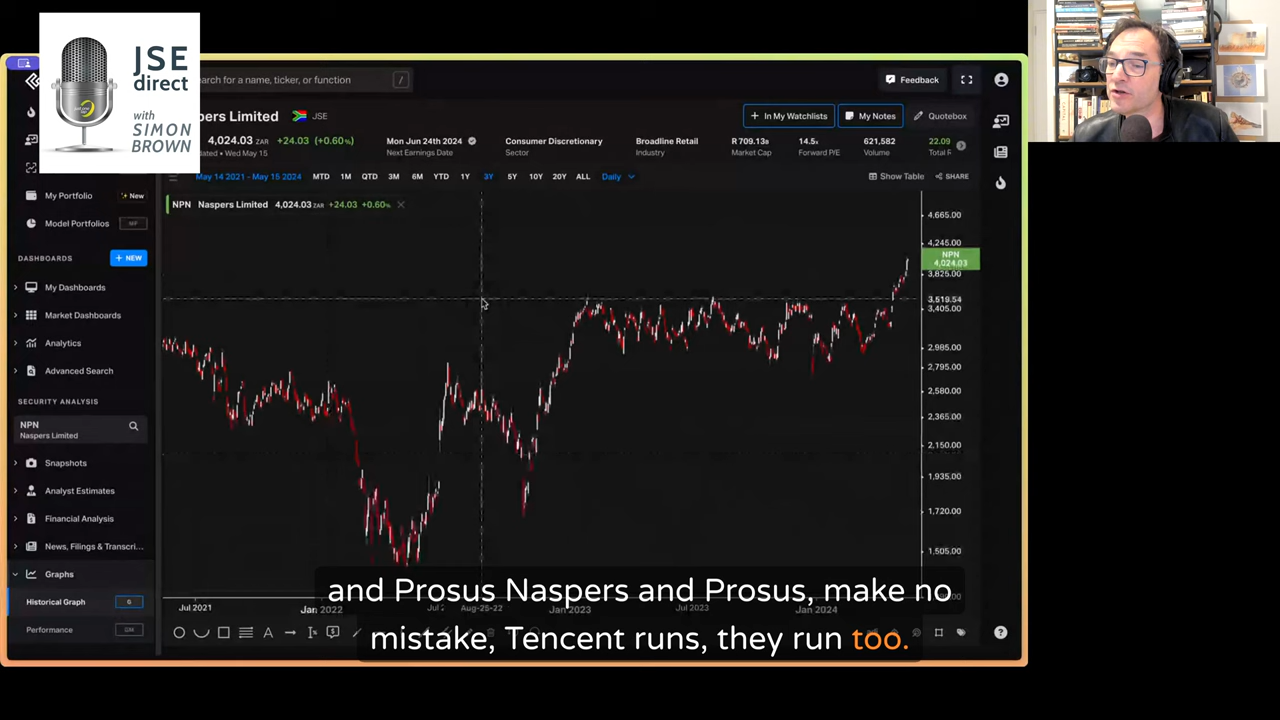 JSE
direct
with
SIMON
BROWN
search for a name, ticker, or function
/
Feedback
pers Limited
JSE
+ In My Watchlists
My Notes
Quotebox
4,024.03 ZAR
+24.03 (+0.60%)
• Wed May 15
Mon Jun 24th 2024
Next Earnings Date
Consumer Discretionary
Sector
Broadline Retail
Industry
R 709.13B
Market Cap
14.5x
Forward P/E
621,582
Volume
22.09
Total R
May 14 2021 - May 15 2024
MTD
1M
QTD
3M
6M
YTD
1Y
3Y
5Y
10Y
20Y
ALL
Daily
Show Table
SHARE
NPN
Naspers Limited
4,024.03 ZAR
+24.03
+0.60%
My Portfolio
New
Model Portfolios
MP
DASHBOARDS
+ NEW
My Dashboards
Market Dashboards
Analytics
Advanced Search
SECURITY ANALYSIS
NPN
Naspers Limited
Snapshots
Analyst Estimates
Financial Analysis
News, Filings & Transcri...
Graphs
Historical Graph
G
Performance
4,665.00
4,245.00
NPN
4,024.03
3,825.00
3,519.54
3,405.00
2,985.00
2,795.00
2,580.00
2,365.00
2,150.00
1,935.00
1,720.00
1,505.00
Jul 2021
Jan 2022
Jul 2
Aug-25-22
Jan 2023
Jul 2023
Jan 2024
and Prosus Naspers and Prosus, make no
mistake, Tencent runs, they run too.